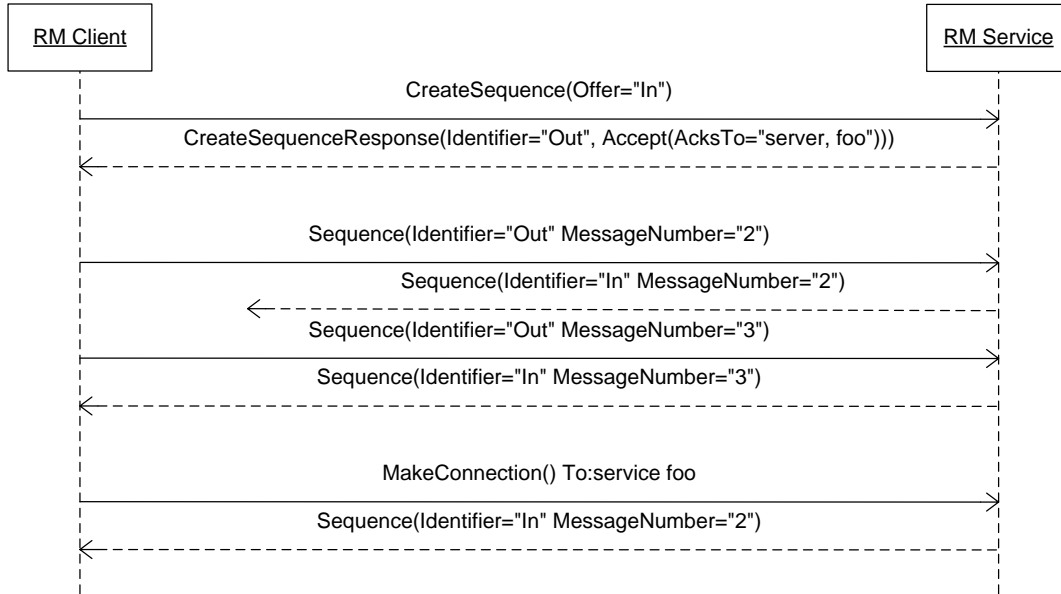 RM Client
RM Service
CreateSequence(Offer="In")
CreateSequenceResponse(Identifier="Out", Accept(AcksTo="server, foo")))
Sequence(Identifier="Out" MessageNumber="2")
Sequence(Identifier="In" MessageNumber="2")
Sequence(Identifier="Out" MessageNumber="3")
Sequence(Identifier="In" MessageNumber="3")
MakeConnection() To:service foo
Sequence(Identifier="In" MessageNumber="2")